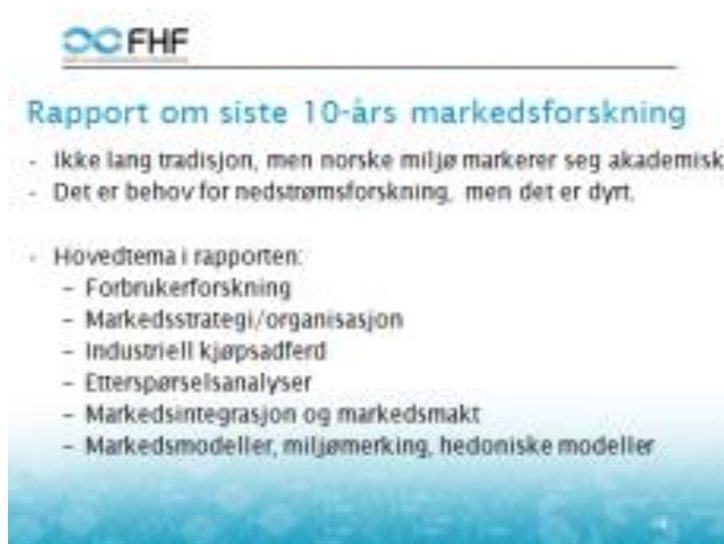 FHF
Rapport om siste 10-års markedsforskning
- Ikke lang tradisjon, men norske miljø markerer seg akademisk
- Det er behov for nedstrømsforskning, men det er dyrt.
- Hovedtema i rapporten:
– Forbrukerforskning
– Markedsstrategi/organisasjon
– Industriell kjøpsadferd
– Etterspørselsanalyser
– Markedsintegrasjon og markedsmakt
– Markedsmodeller, miljømerking, hedoniske modeller